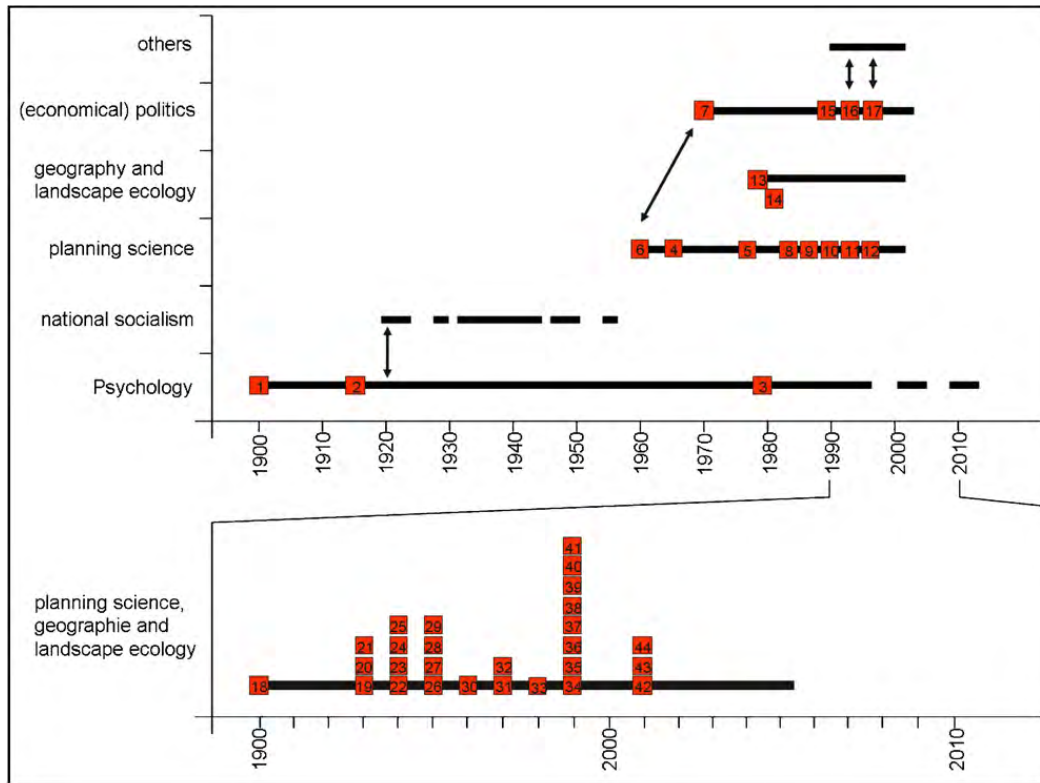 others
(economical) politics
7 15 16 17
geography and
landscape ecology
13
14
planning science
6 4 5 8 9 10 11 12
national socialism
Psychology
1 2 3
1900 1910 1920 1930 1940 1950 1960 1970 1980 1990 2000 2010
planning science,
geographie and
landscape ecology
41
40
39
38
25 29 37
21 24 28 36 44
20 23 27 32 35 43
18 19 22 26 30 31 33 34 42
1900 2000 2010